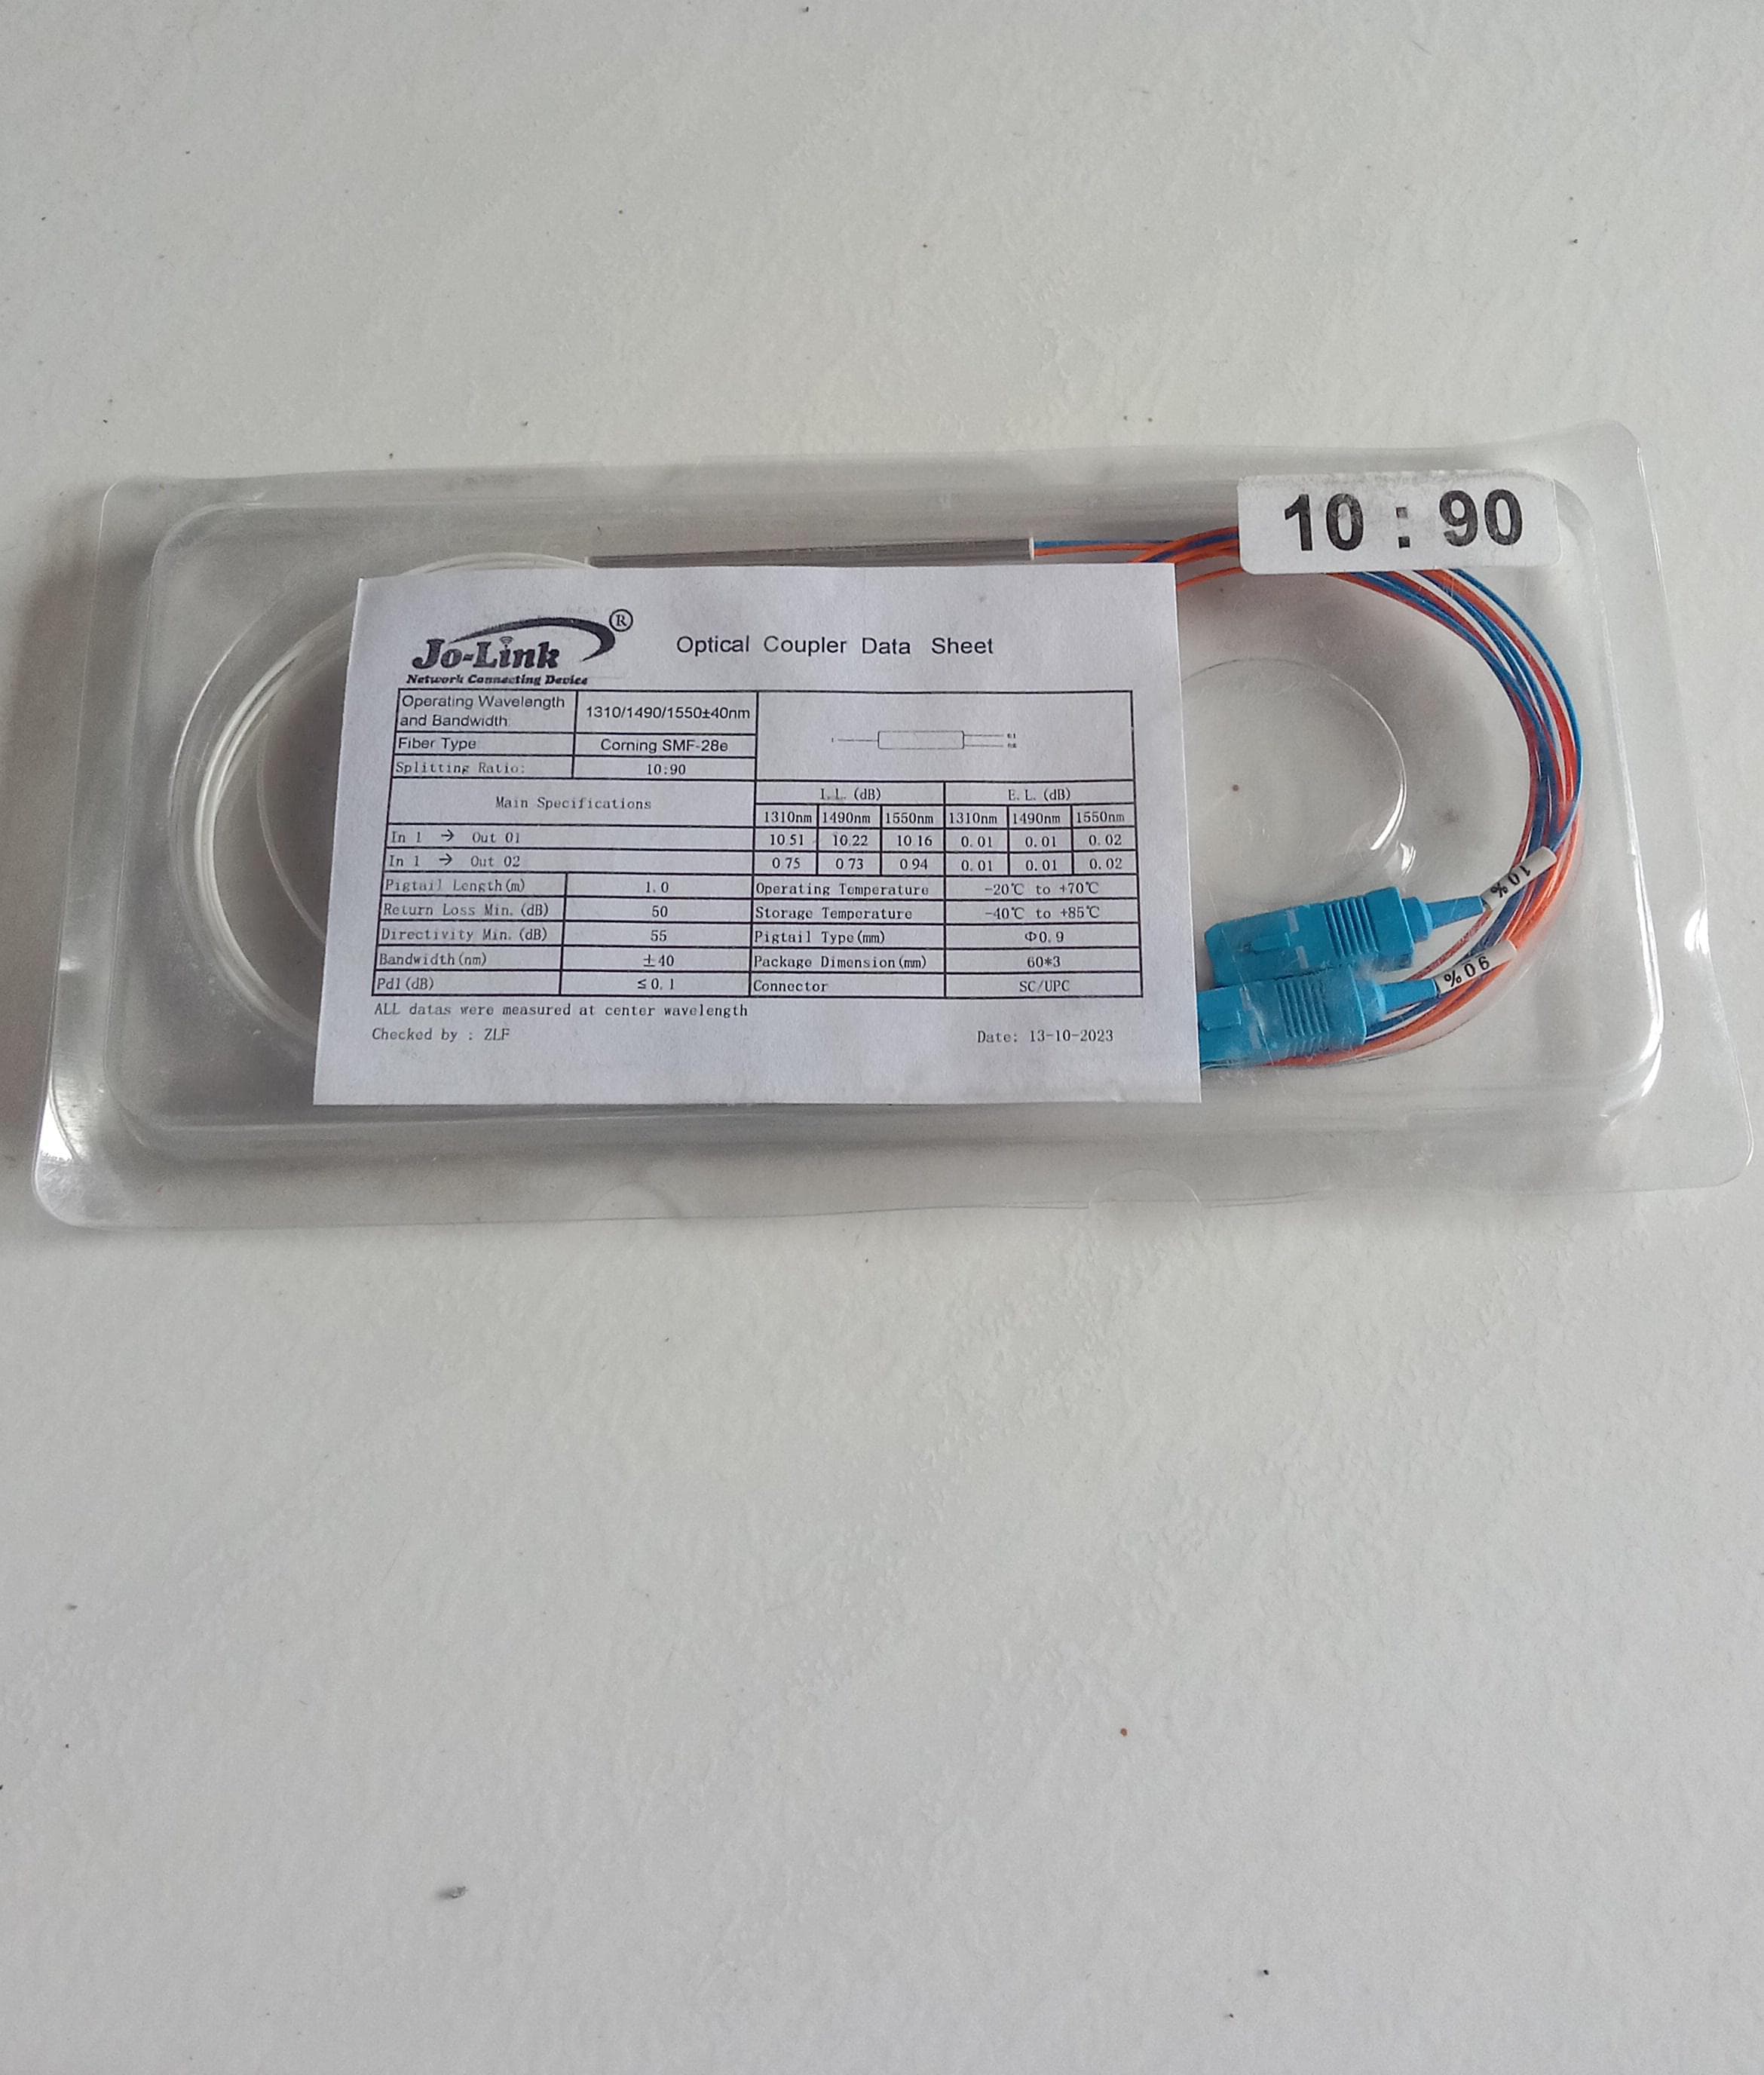 10 : 90
Jo-Link ®
Network Connecting Device
Optical Coupler Data Sheet
Operating Wavelength and Bandwidth 1310/1490/1550±40nm
Fiber Type Corning SMF-28e
Splitting Ratio: 10:90
Main Specifications I.L. (dB) E.L. (dB)
1310nm 1490nm 1550nm 1310nm 1490nm 1550nm
In 1 → Out 01 10.51 10.22 10.16 0.01 0.01 0.02
In 1 → Out 02 0.75 0.73 0.94 0.01 0.01 0.02
Pigtail Length(m) 1.0 Operating Temperature -20℃ to +70℃
Return Loss Min. (dB) 50 Storage Temperature -40℃ to +85℃
Directivity Min. (dB) 55 Pigtail Type(mm) Φ0.9
Bandwidth(nm) ±40 Package Dimension(mm) 60*3
Pdl(dB) ≤0.1 Connector SC/UPC
ALL datas were measured at center wavelength
Checked by : ZLF Date: 13-10-2023
10%
90%